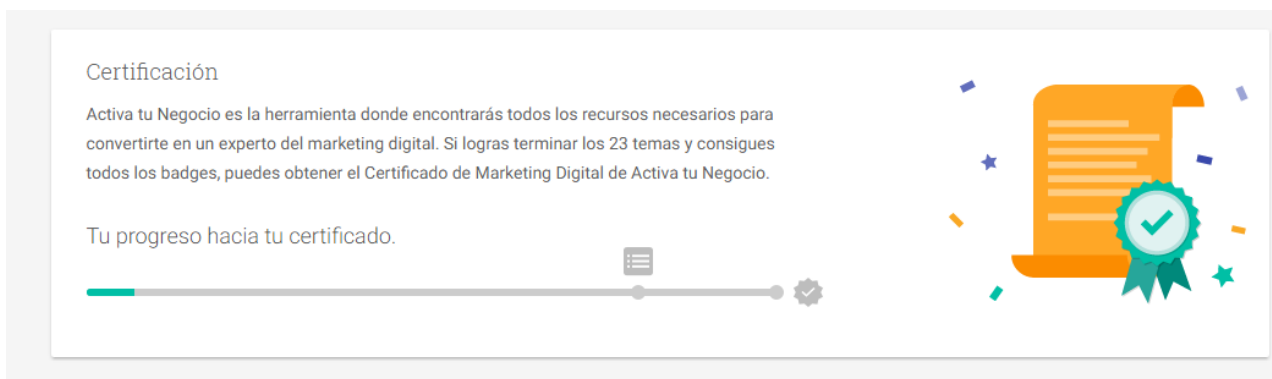 Certificación
Activa tu Negocio es la herramienta donde encontrarás todos los recursos necesarios para
convertirte en un experto del marketing digital. Si logras terminar los 23 temas y consigues
todos los badges, puedes obtener el Certificado de Marketing Digital de Activa tu Negocio.
Tu progreso hacia tu certificado.